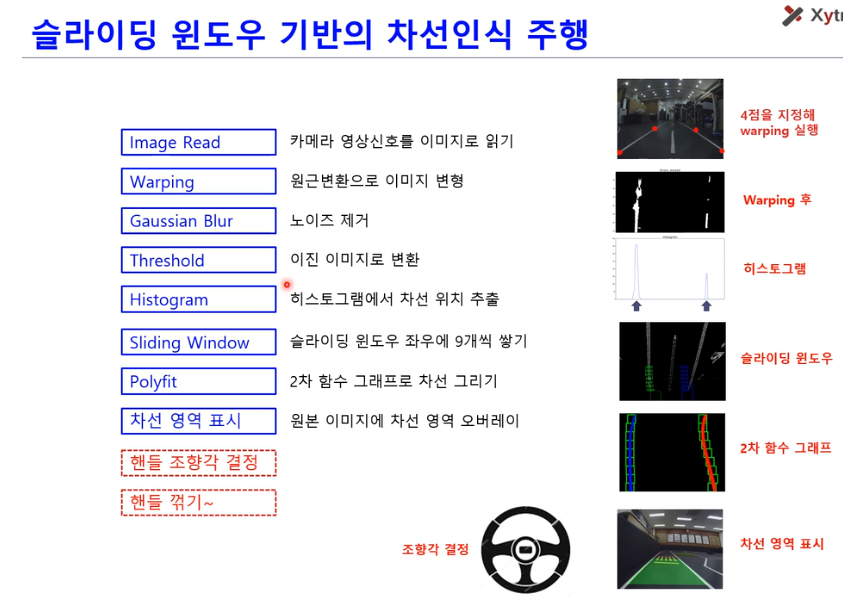 슬라이딩 윈도우 기반의 차선인식 주행
Xytr
Image Read 카메라 영상신호를 이미지로 읽기
Warping 원근변환으로 이미지 변형
Gaussian Blur 노이즈 제거
Threshold 이진 이미지로 변환
Histogram 히스토그램에서 차선 위치 추출
Sliding Window 슬라이딩 윈도우 좌우에 9개씩 쌓기
Polyfit 2차 함수 그래프로 차선 그리기
차선 영역 표시 원본 이미지에 차선 영역 오버레이
핸들 조향각 결정
핸들 꺾기~
4점을 지정해
warping 실행
Warping 후
히스토그램
슬라이딩 윈도우
2차 함수 그래프
조향각 결정
차선 영역 표시